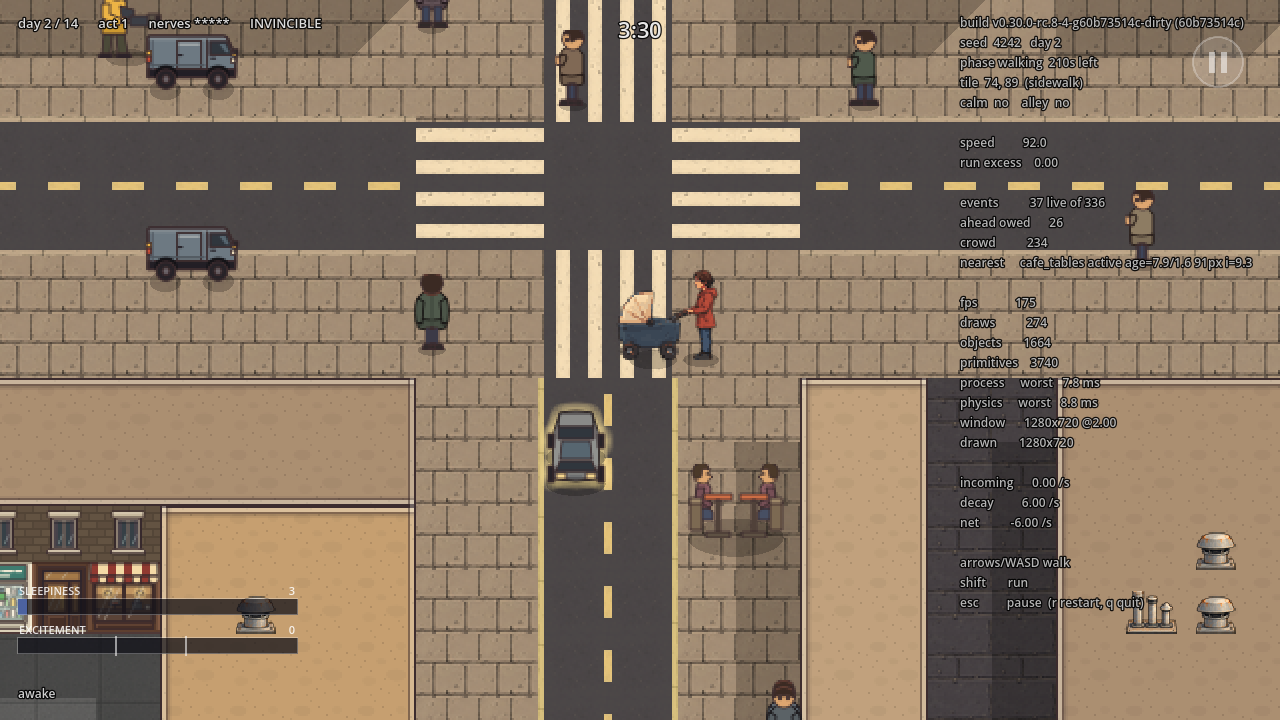 day 2 / 14 act 1 nerves ***** INVINCIBLE
3:30
build v0.30.0-rc.8-4-g60b73514c-dirty (60b73514c)
seed 4242 day 2
phase walking 210s left
tile 74, 89 (sidewalk)
calm no alley no
speed 92.0
run excess 0.00
events 37 live of 336
ahead owed 26
crowd 234
nearest cafe_tables active age=7.9/1.6 91px i=9.3
fps 175
draws 274
objects 1664
primitives 3740
process worst 7.8 ms
physics worst 8.8 ms
window 1280x720 @2.00
drawn 1280x720
incoming 0.00 /s
decay 6.00 /s
net -6.00 /s
arrows/WASD walk
shift run
esc pause (r restart, q quit)
SLEEPINESS 3
EXCITEMENT 0
awake